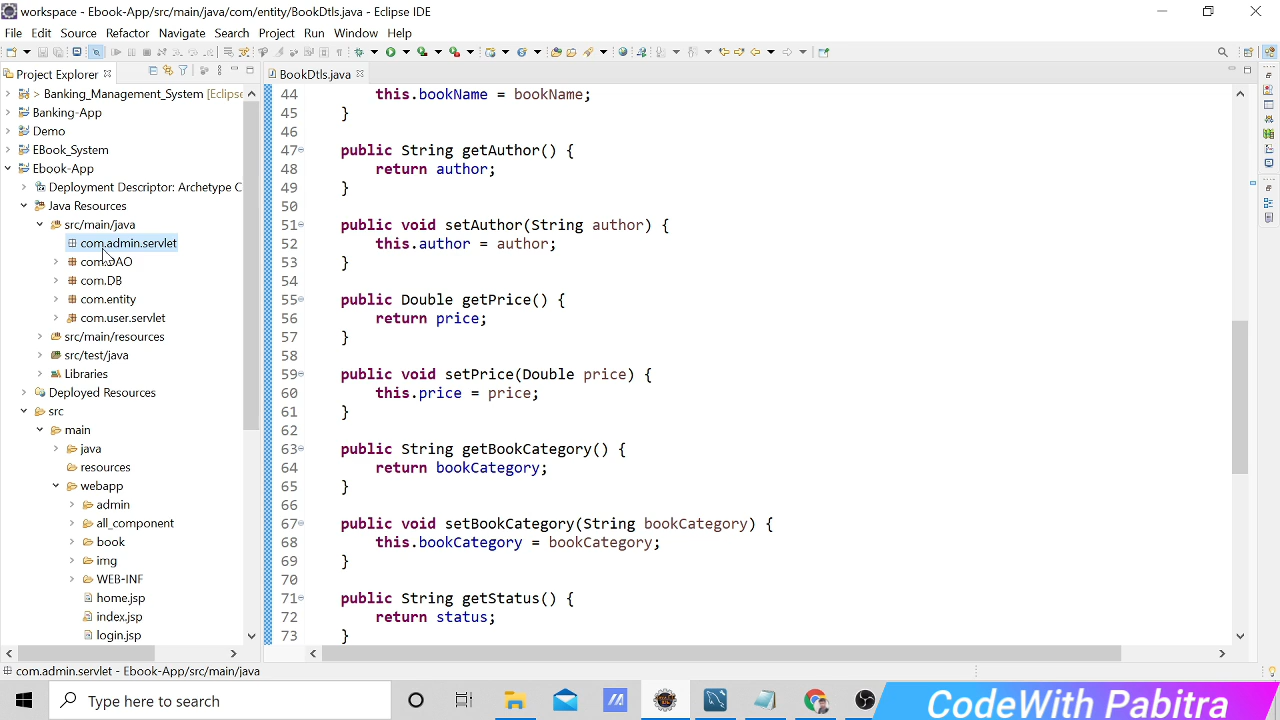 workspace - Ebook-App/src/main/java/com/entity/BookDtls.java - Eclipse IDE
File Edit Source Refactor Navigate Search Project Run Window Help
Project Explorer
BookDtls.java
> Banking_Management_System [Eclipse
Banking-App
Demo
EBook_System
Ebook-App
Deployment Descriptor: Archetype C
Java Resources
src/main/java
com.admin.servlet
com.DAO
com.DB
com.entity
com.user.servlet
src/main/resources
src/test/java
Libraries
Deployed Resources
src
main
java
resources
webapp
admin
all_component
book
img
WEB-INF
home.jsp
index.jsp
login.jsp
44 this.bookName = bookName;
45 }
46
47 public String getAuthor() {
48 return author;
49 }
50
51 public void setAuthor(String author) {
52 this.author = author;
53 }
54
55 public Double getPrice() {
56 return price;
57 }
58
59 public void setPrice(Double price) {
60 this.price = price;
61 }
62
63 public String getBookCategory() {
64 return bookCategory;
65 }
66
67 public void setBookCategory(String bookCategory) {
68 this.bookCategory = bookCategory;
69 }
70
71 public String getStatus() {
72 return status;
73 }
com.admin.servlet - Ebook-App/src/main/java
Type here to search
CodeWith Pabitra